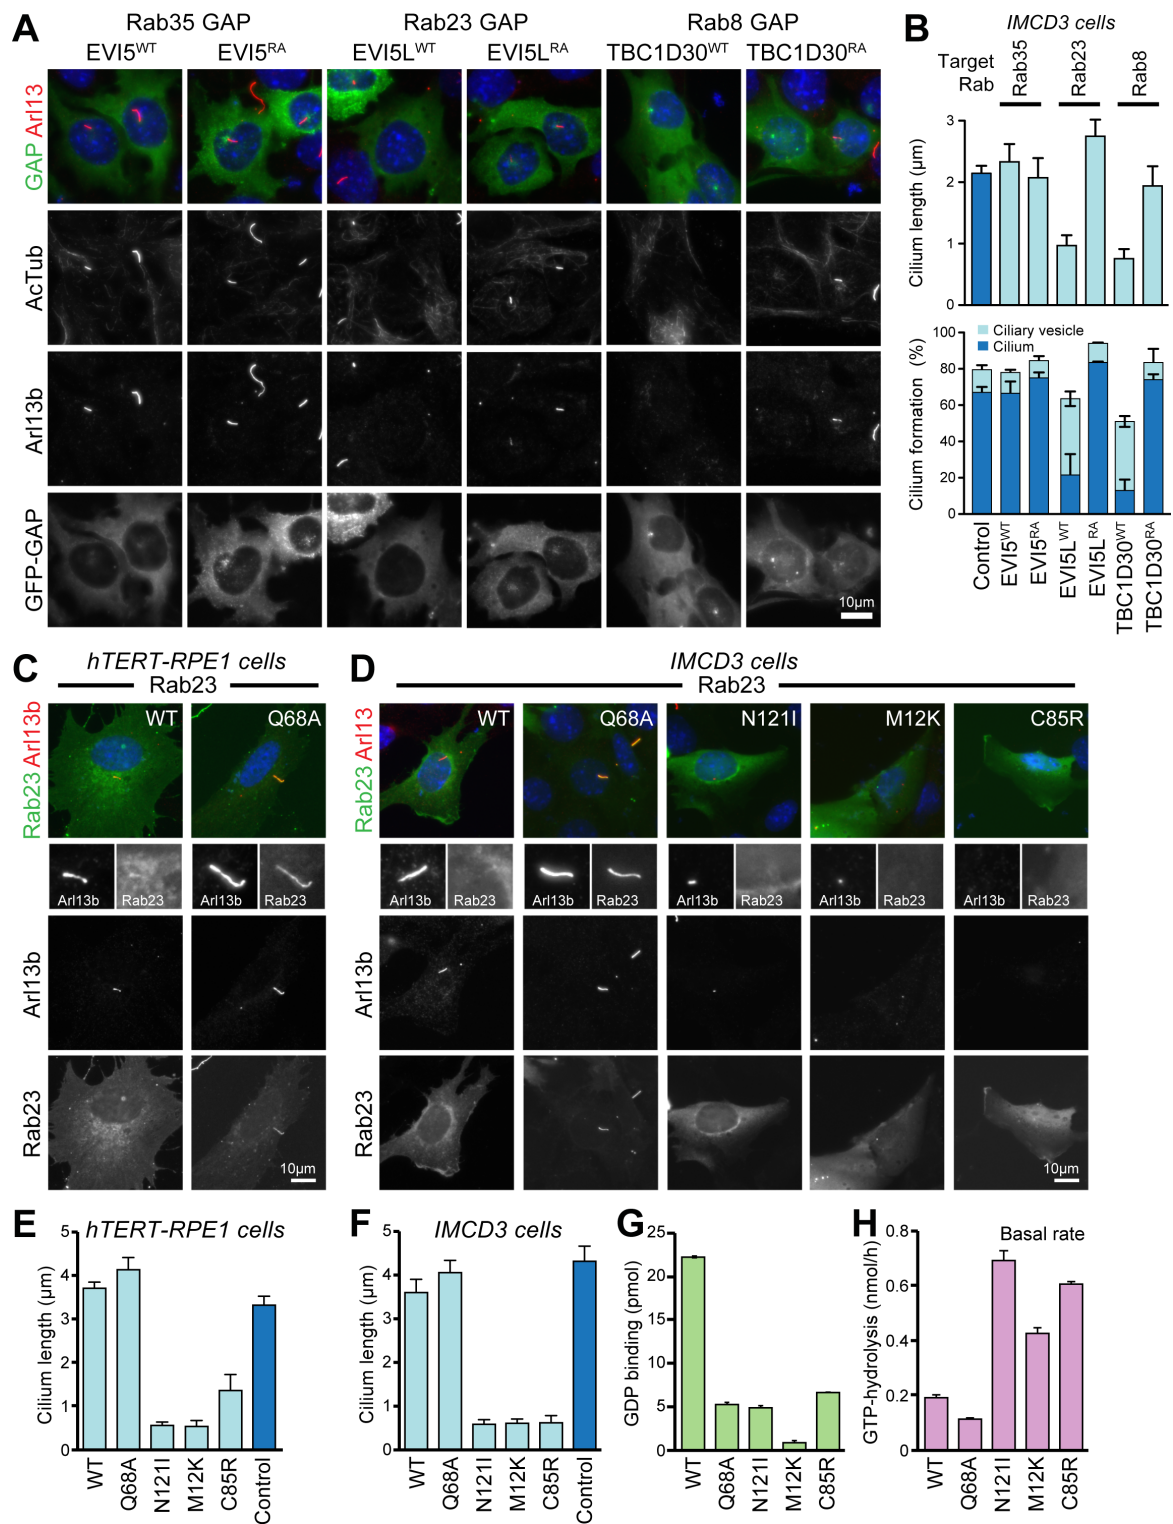 A
Rab35 GAP
Rab23 GAP
Rab8 GAP
EVI5WT
EVI5RA
EVI5LWT
EVI5LRA
TBC1D30WT
TBC1D30RA
GAP Arl13
AcTub
Arl13b
GFP-GAP
10µm
B
IMCD3 cells
Target Rab
Rab35
Rab23
Rab8
Cilium length (µm)
3
2
1
0
Cilium formation (%)
100
80
60
40
20
0
Ciliary vesicle
Cilium
Control
EVI5WT
EVI5RA
EVI5LWT
EVI5LRA
TBC1D30WT
TBC1D30RA
C
hTERT-RPE1 cells
Rab23
WT
Q68A
Rab23 Arl13b
Arl13b
Rab23
Arl13b
Rab23
Arl13b
Rab23
10µm
D
IMCD3 cells
Rab23
WT
Q68A
N121I
M12K
C85R
Rab23 Arl13
Arl13b
Rab23
Arl13b
Rab23
Arl13b
Rab23
Arl13b
Rab23
Arl13b
Rab23
Arl13b
Rab23
10µm
E
hTERT-RPE1 cells
Cilium length (µm)
5
4
3
2
1
0
WT
Q68A
N121I
M12K
C85R
Control
F
IMCD3 cells
Cilium length (µm)
5
4
3
2
1
0
WT
Q68A
N121I
M12K
C85R
Control
G
GDP binding (pmol)
25
20
15
10
5
0
WT
Q68A
N121I
M12K
C85R
H
Basal rate
GTP-hydrolysis (nmol/h)
0.8
0.6
0.4
0.2
0
WT
Q68A
N121I
M12K
C85R